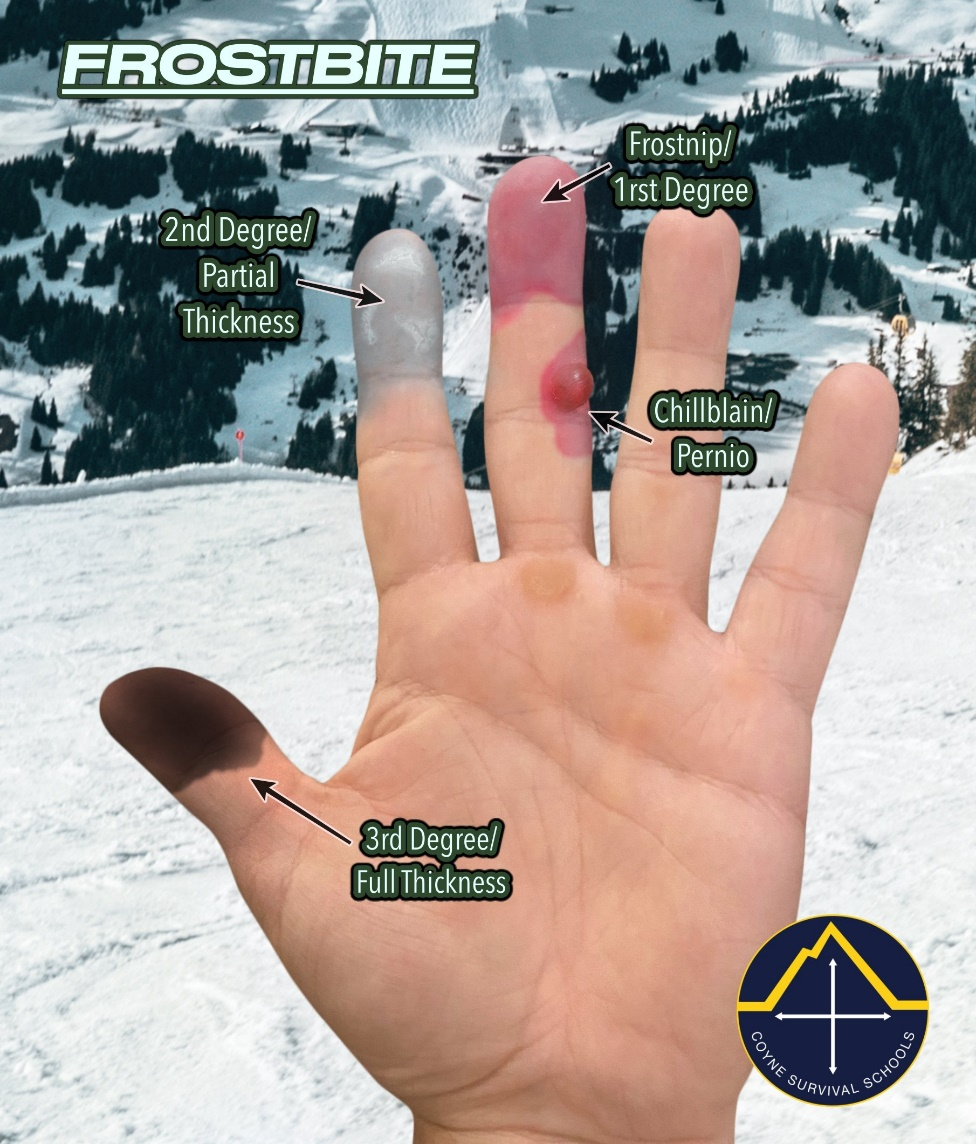 FROSTBITE
Frostnip/
1rst Degree
2nd Degree/
Partial
Thickness
Chillblain/
Pernio
3rd Degree/
Full Thickness
COYNE SURVIVAL SCHOOLS